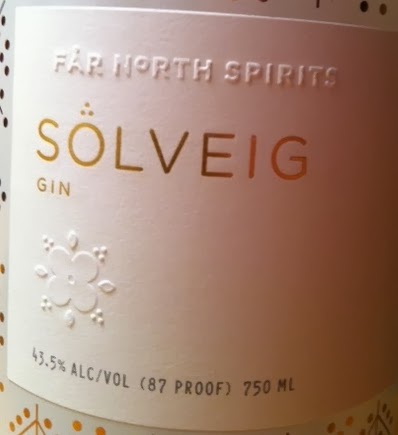 FÅR NORTH SPIRITS
SÖLVEIG
GIN
43.5% ALC/VOL (87 PROOF) 750 ML